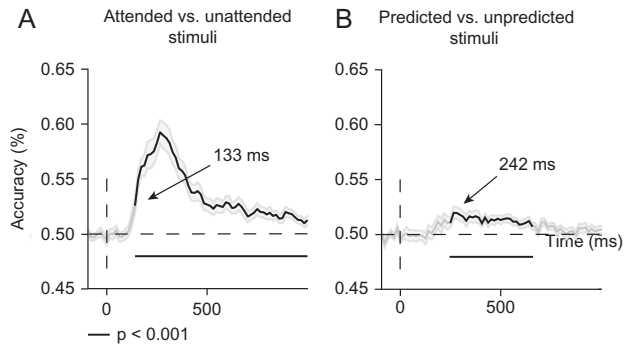 A
Attended vs. unattended
stimuli
B
Predicted vs. unpredicted
stimuli
Accuracy (%)
0.65
0.60
0.55
0.50
0.45
133 ms
0
500
p < 0.001
0.65
0.60
0.55
0.50
0.45
242 ms
Time (ms)
0
500